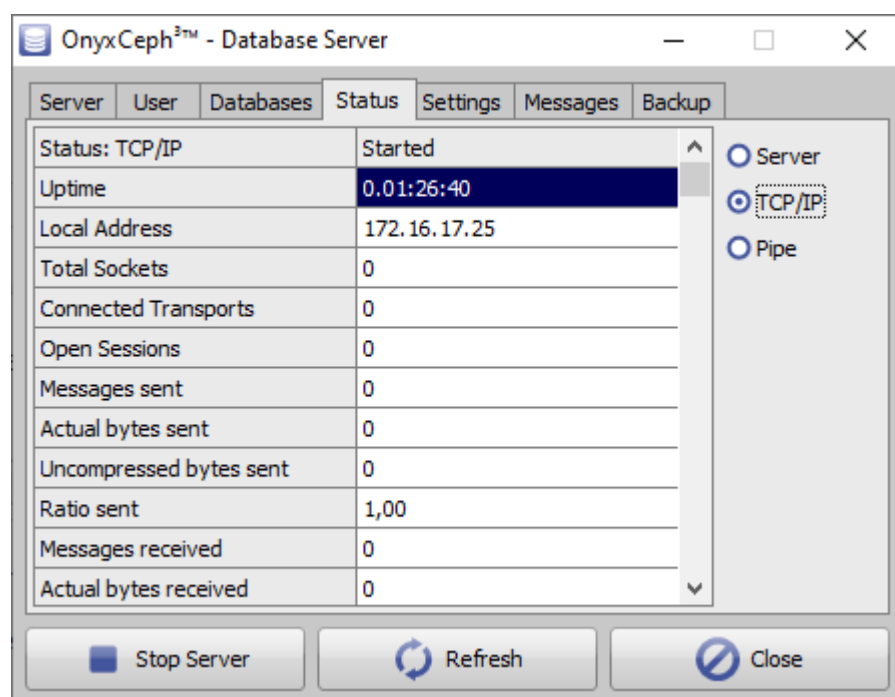 OnyxCeph³™ - Database Server
Server User Databases Status Settings Messages Backup
Status: TCP/IP Started
Uptime 0.01:26:40
Local Address 172.16.17.25
Total Sockets 0
Connected Transports 0
Open Sessions 0
Messages sent 0
Actual bytes sent 0
Uncompressed bytes sent 0
Ratio sent 1,00
Messages received 0
Actual bytes received 0
Server
TCP/IP
Pipe
Stop Server Refresh Close